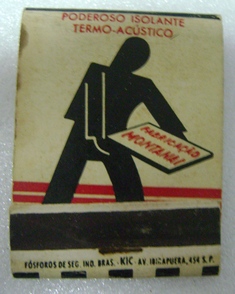 PODEROSO ISOLANTE
TERMO-ACÚSTICO
FABRICAÇÃO
MONTANA!
FÓSFOROS DE SEG. IND. BRAS. - KIC - AV. IBIRAPUERA, 454 S. P.